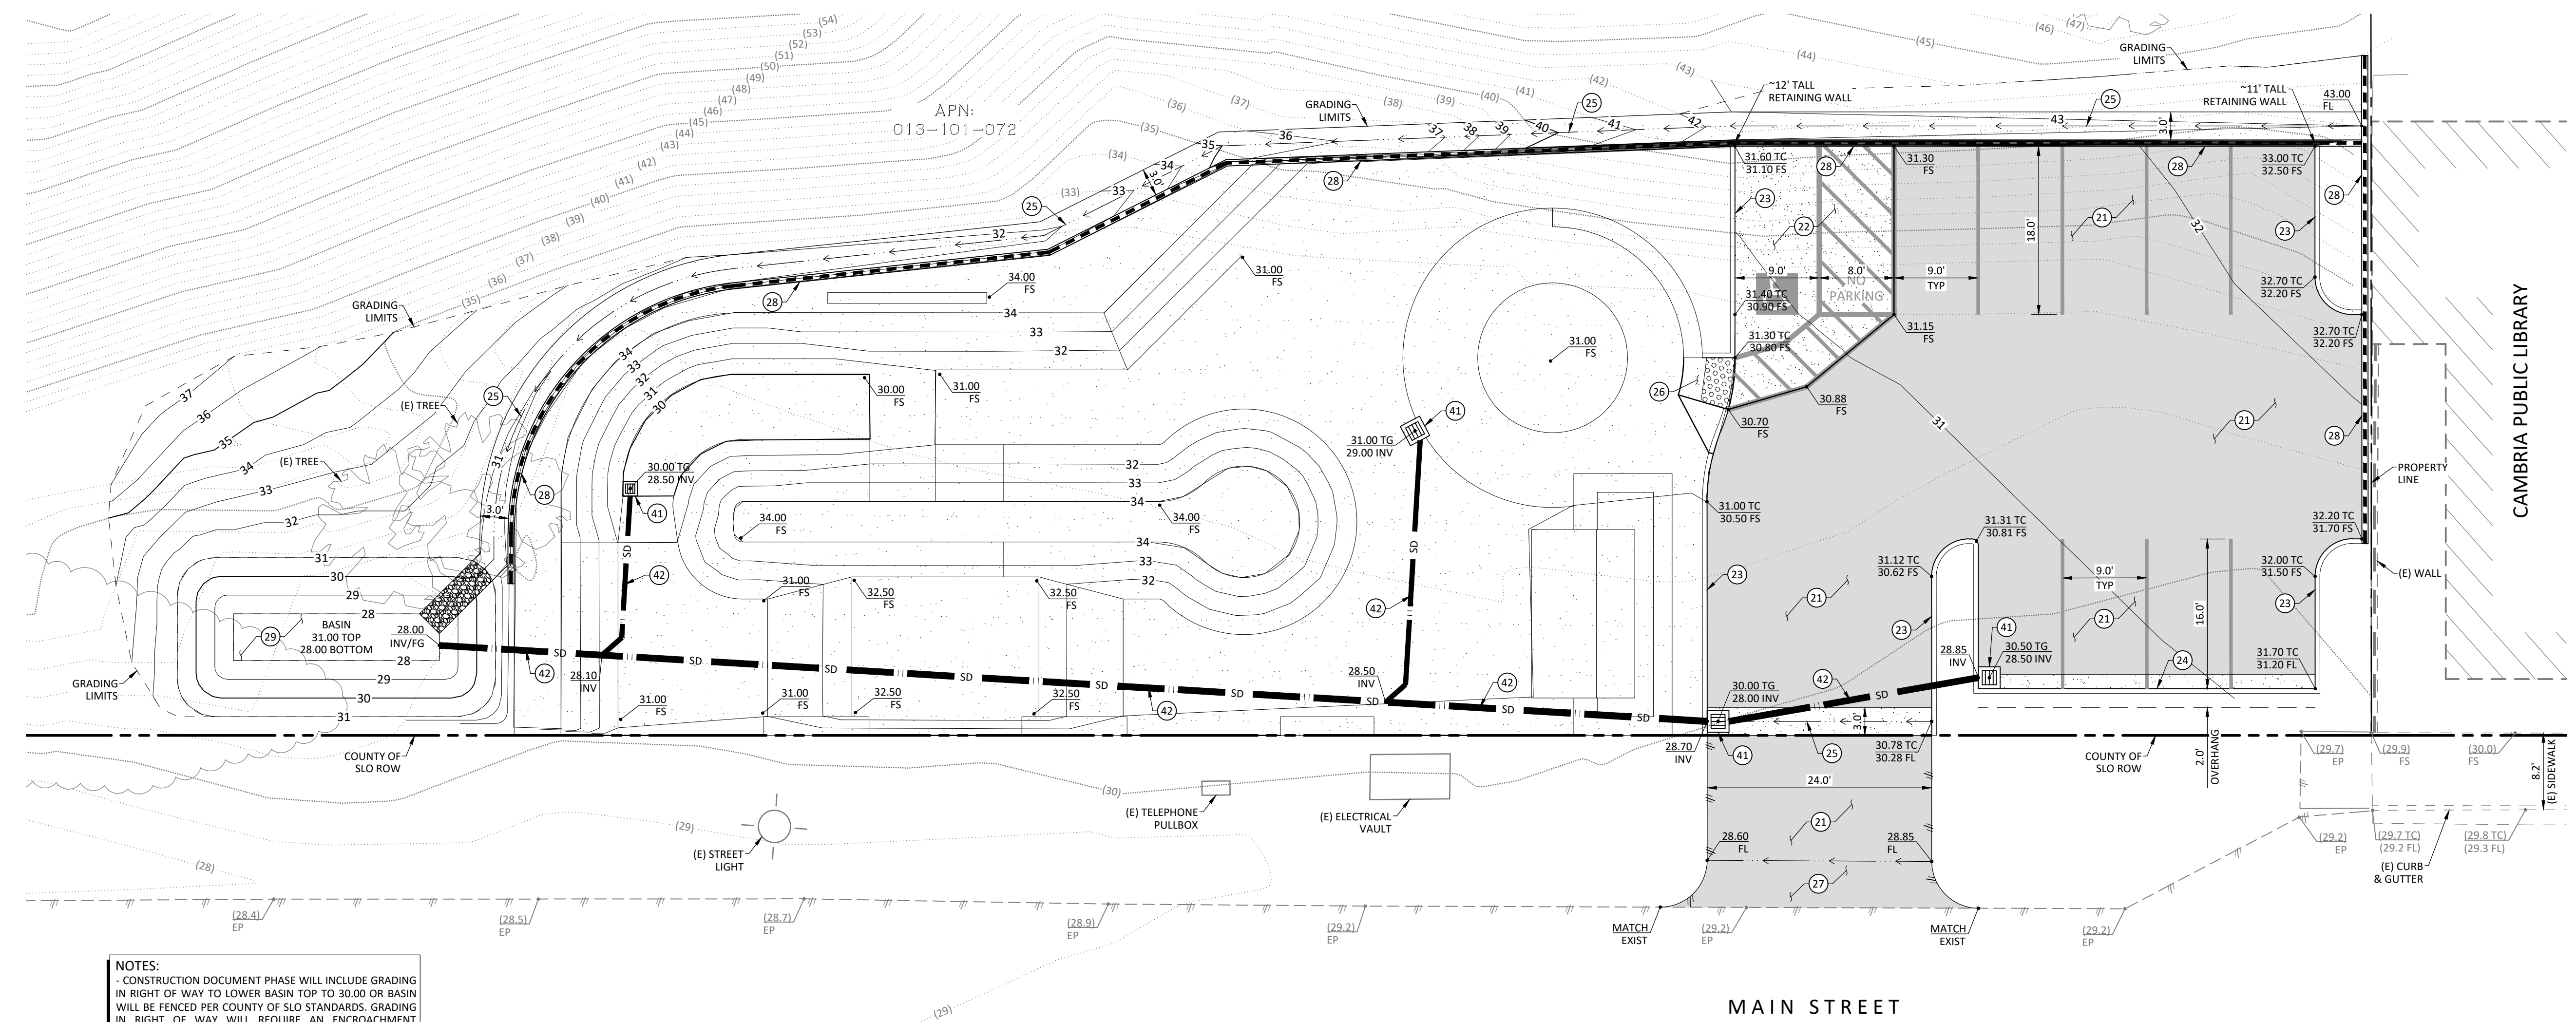 (54)
(53)
(52)
(51)
(50)
(49)
(48)
(47)
(46)
(45)
(44)
(43)
(42)
(41)
(40)
(39)
(38)
(37)
(36)
(35)
APN:
013-101-072
(36)
(35)
(34)
(33)
(37)
(38)
(39)
(40)
(41)
(42)
(43)
(44)
(45)
(46)
(47)
GRADING
LIMITS
GRADING
LIMITS
~12' TALL
RETAINING WALL
~11' TALL
RETAINING WALL
43.00
FL
25
25
36
37
38
39
40
41
42
43
3.0'
35
34
33
32
3.0'
25
28
28
28
28
28
31.60 TC
31.10 FS
31.30
FS
33.00 TC
32.50 FS
23
22
21
32
23
18.0'
9.0'
8.0'
9.0'
TYP
NO
PARKING
31.40 TC
30.90 FS
31.30 TC
30.80 FS
31.15
FS
32.70 TC
32.20 FS
32.70 TC
32.20 FS
26
30.88
FS
30.70
FS
31
21
28
CAMBRIA PUBLIC LIBRARY
PROPERTY
LINE
GRADING
LIMITS
34.00
FS
31.00
FS
34
33
32
34
33
32
31
30
31.00
FS
30.00
FS
31.00
FS
37
36
35
34
33
32
(E) TREE
(E) TREE
25
31
3.0'
28
30.00 TG
28.50 INV
41
31.00 TG
29.00 INV
41
32
33
34
34.00
FS
34.00
FS
34
33
32
SD
42
SD
42
31.00 TC
30.50 FS
23
31.31 TC
30.81 FS
31.12 TC
30.62 FS
32.20 TC
31.70 FS
32.00 TC
31.50 FS
(E) WALL
9.0'
TYP
21
21
23
23
16.0'
31
30
29
28
29
BASIN
31.00 TOP
28.00 BOTTOM
28.00
INV/FG
28
29
30
31
GRADING
LIMITS
31.00
FS
32.50
FS
32.50
FS
SD
42
28.10
INV
SD
SD
SD
SD
SD
SD
42
SD
28.50
INV
42
SD
SD
31.00
FS
31.00
FS
32.50
FS
32.50
FS
28.85
INV
41
30.50 TG
28.50 INV
24
31.70 TC
31.20 FL
30.00 TG
28.00 INV
42
SD
3.0'
28.70
INV
41
25
30.78 TC
30.28 FL
COUNTY OF
SLO ROW
COUNTY OF
SLO ROW
2.0'
OVERHANG
(29.7)
EP
(29.9)
FS
(30.0)
FS
8.2'
(E) SIDEWALK
24.0'
(30)
(E) TELEPHONE
PULLBOX
(E) ELECTRICAL
VAULT
21
28.60
FL
28.85
FL
27
(29)
(28)
(E) STREET
LIGHT
(29.2)
EP
(29.7 TC)
(29.2 FL)
(29.8 TC)
(29.3 FL)
(E) CURB
& GUTTER
(28.4)
EP
(28.5)
EP
(28.7)
EP
(28.9)
EP
(29.2)
EP
MATCH
EXIST
(29.2)
EP
MATCH
EXIST
(29.2)
EP
(29)
MAIN STREET
NOTES:
- CONSTRUCTION DOCUMENT PHASE WILL INCLUDE GRADING
IN RIGHT OF WAY TO LOWER BASIN TOP TO 30.00 OR BASIN
WILL BE FENCED PER COUNTY OF SLO STANDARDS. GRADING
IN RIGHT OF WAY WILL REQUIRE AN ENCROACHMENT